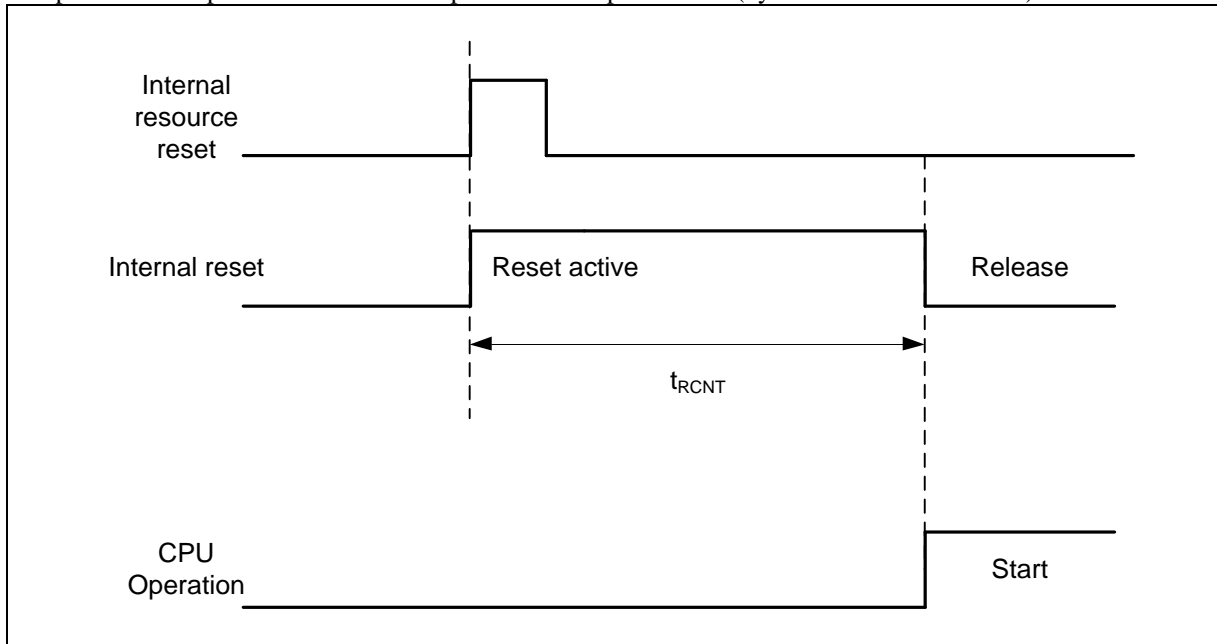 Internal
resource
reset
Internal reset
Reset active
Release
tRCNT
CPU
Operation
Start